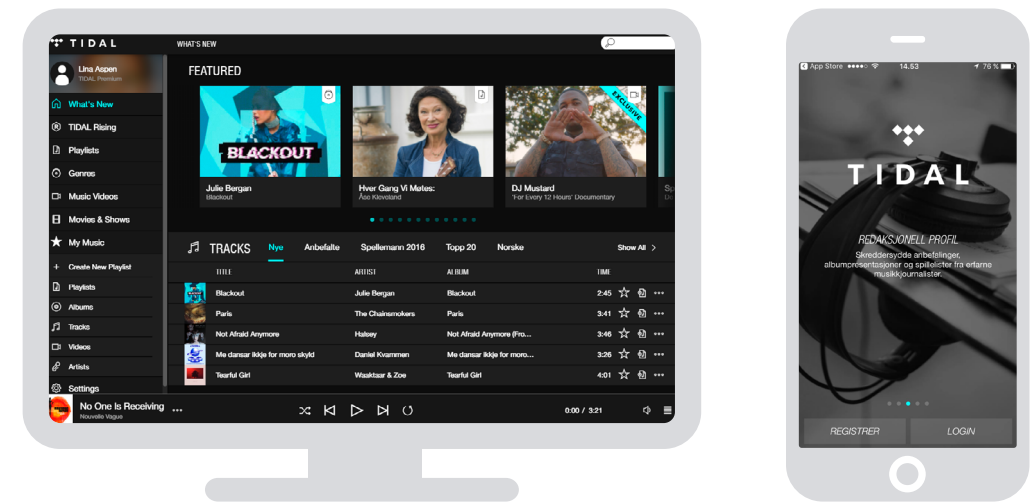 TIDAL
WHAT'S NEW
Lina Aspen
TIDAL Premium
What's New
TIDAL Rising
Playlists
Genres
Music Videos
Movies & Shows
My Music
Create New Playlist
Playlists
Albums
Tracks
Videos
Artists
Settings
FEATURED
BLACKOUT
EXCLUSIVE
Julie Bergan
Blackout
Hver Gang Vi Møtes:
Åse Kleveland
DJ Mustard
'For Every 12 Hours' Documentary
Sp
TRACKS Nye Anbefalte Spellemann 2016 Topp 20 Norske Show All >
TITLE ARTIST ALBUM TIME
Blackout Julie Bergan Blackout 2:45
Paris The Chainsmokers Paris 3:41
Not Afraid Anymore Halsey Not Afraid Anymore (Fro... 3:46
Me dansar ikkje for moro skyld Daniel Kvammen Me dansar ikkje for moro... 3:26
Tearful Girl Waaktaar & Zoe Tearful Girl 4:01
No One Is Receiving
Nouvelle Vague
0:00 / 3:21
App Store 14.53 76 %
TIDAL
REDAKSJONELL PROFIL
Skreddersydde anbefalinger,
albumpresentasjoner og spillelister fra erfarne
musikkjournalister.
REGISTRER LOGIN